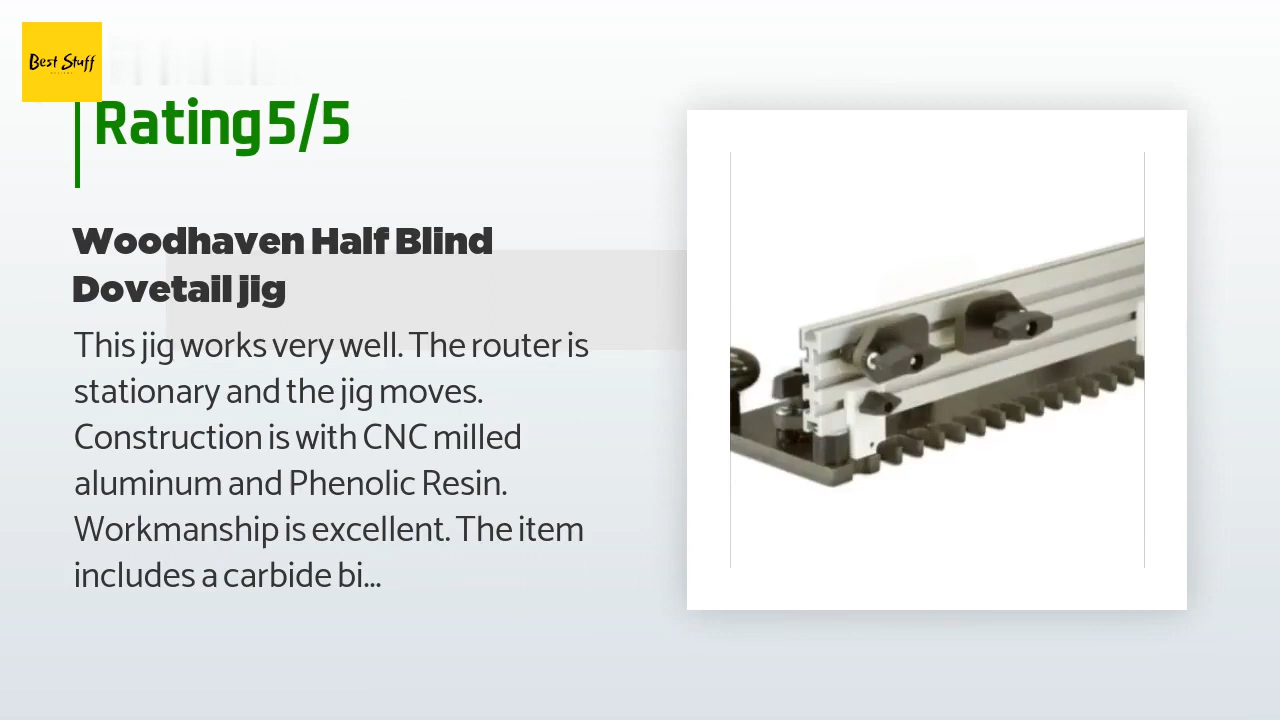 Best Stuff
Rating 5/5
Woodhaven Half Blind
Dovetail jig
This jig works very well. The router is
stationary and the jig moves.
Construction is with CNC milled
aluminum and Phenolic Resin.
Workmanship is excellent. The item
includes a carbide bi...